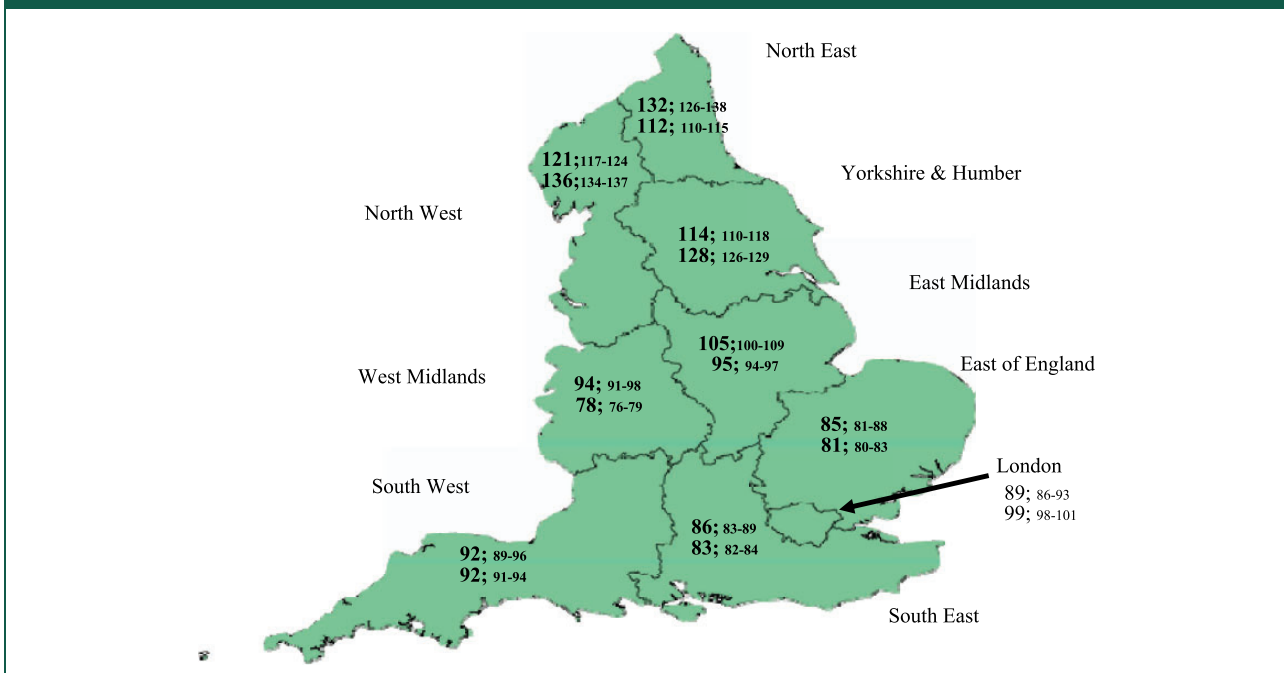 North East
132; 126-138
112; 110-115
121;117-124
136;134-137
Yorkshire & Humber
North West
114; 110-118
128; 126-129
East Midlands
105;100-109
95; 94-97
East of England
West Midlands
94; 91-98
78; 76-79
85; 81-88
81; 80-83
London
89; 86-93
99; 98-101
South West
86; 83-89
83; 82-84
92; 89-96
92; 91-94
South East